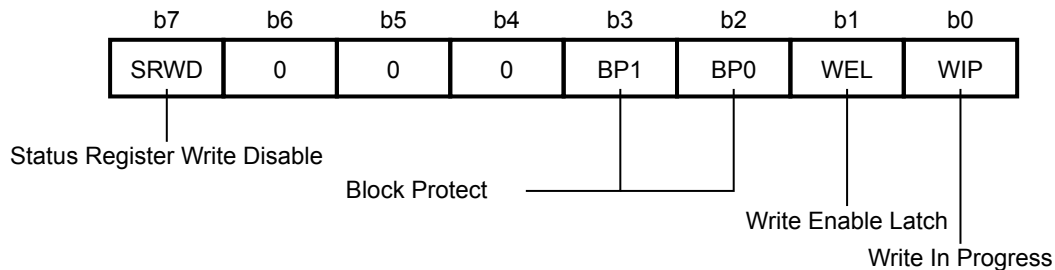 b7 b6 b5 b4 b3 b2 b1 b0
SRWD 0 0 0 BP1 BP0 WEL WIP
Status Register Write Disable
Block Protect
Write Enable Latch
Write In Progress